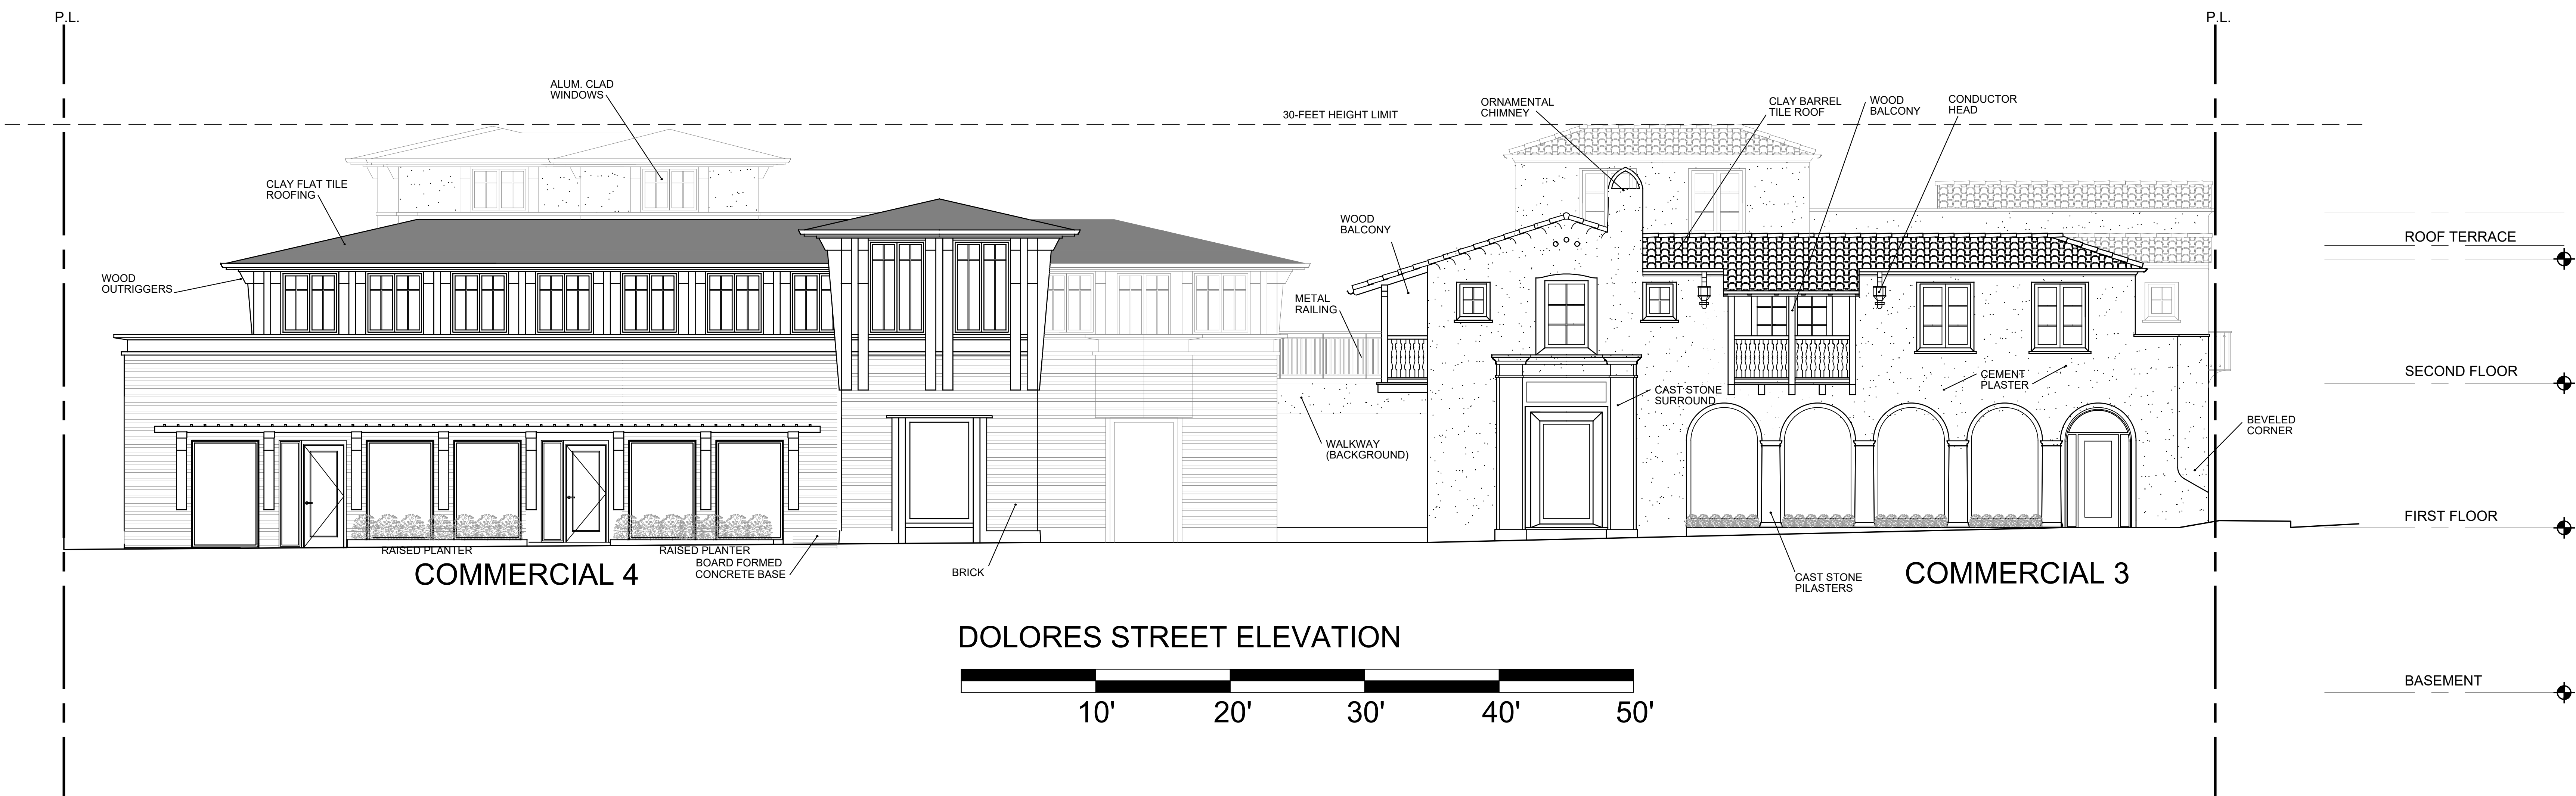 P.L.
P.L.
ALUM. CLAD
WINDOWS
30-FEET HEIGHT LIMIT
ORNAMENTAL
CHIMNEY
CLAY BARREL
TILE ROOF
WOOD
BALCONY
CONDUCTOR
HEAD
CLAY FLAT TILE
ROOFING
WOOD
BALCONY
ROOF TERRACE
WOOD
OUTRIGGERS
METAL
RAILING
SECOND FLOOR
CEMENT
PLASTER
CAST STONE
SURROUND
WALKWAY
(BACKGROUND)
BEVELED
CORNER
FIRST FLOOR
RAISED PLANTER
RAISED PLANTER
BOARD FORMED
CONCRETE BASE
BRICK
CAST STONE
PILASTERS
COMMERCIAL 4
COMMERCIAL 3
DOLORES STREET ELEVATION
BASEMENT
10' 20' 30' 40' 50'